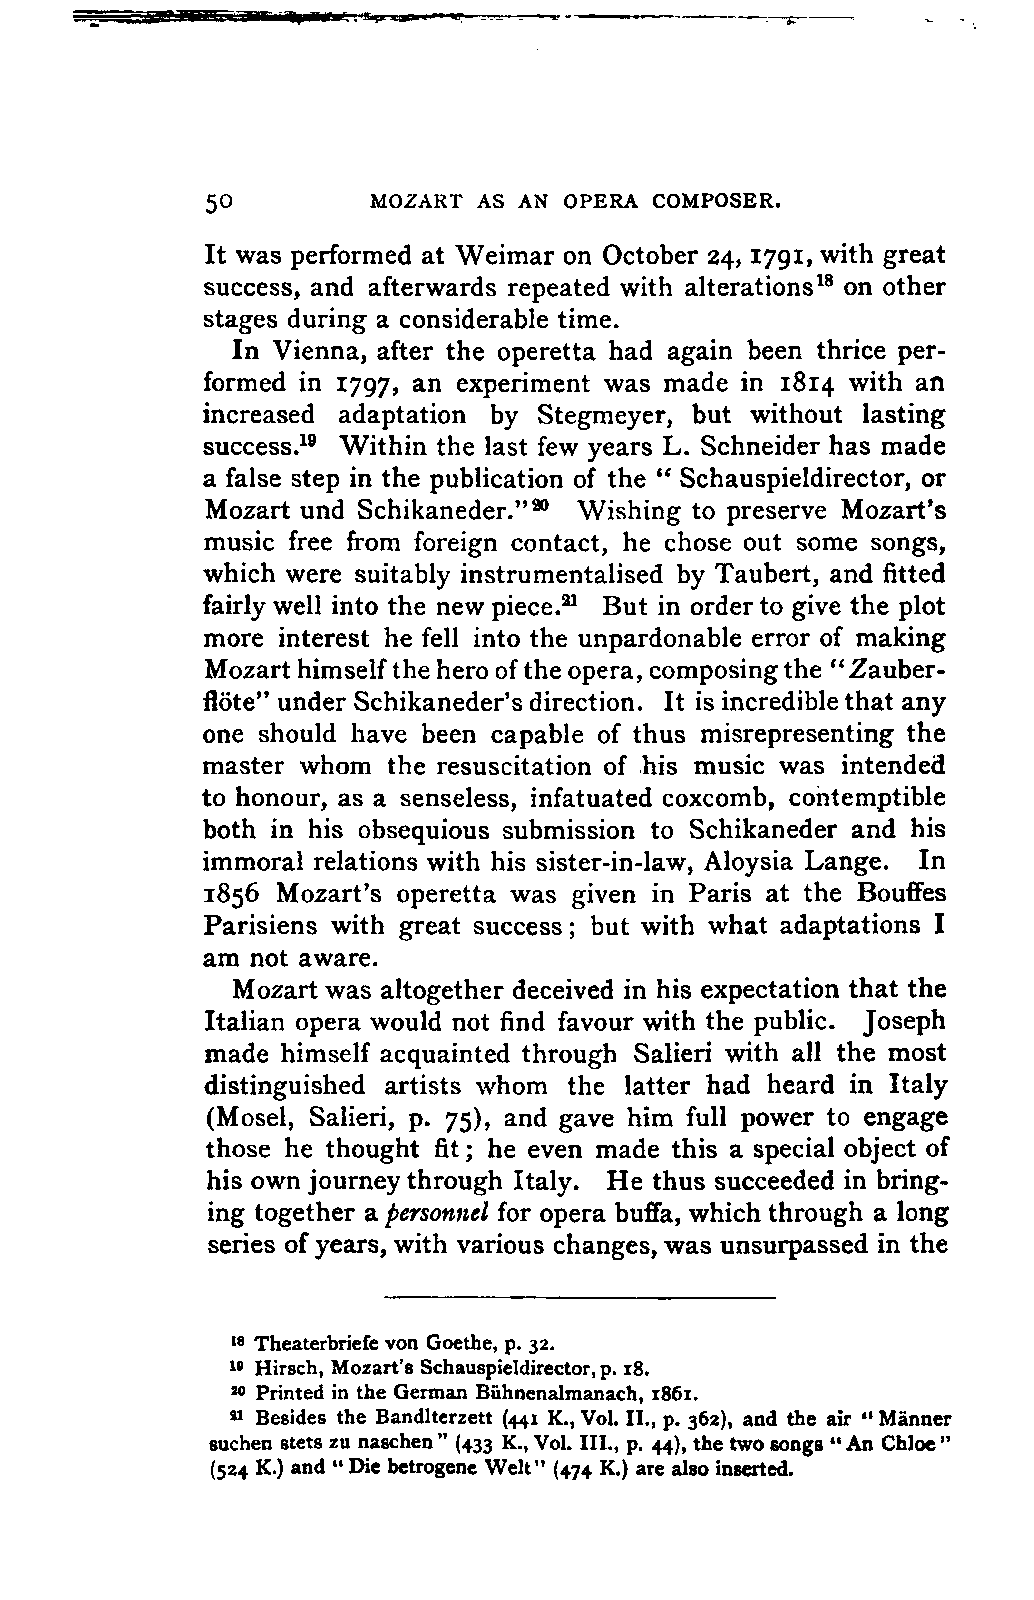 50 MOZART AS AN OPERA COMPOSER.
It was performed at Weimar on October 24, 1791, with great
success, and afterwards repeated with alterations¹⁸ on other
stages during a considerable time.
In Vienna, after the operetta had again been thrice per-
formed in 1797, an experiment was made in 1814 with an
increased adaptation by Stegmeyer, but without lasting
success.¹⁹ Within the last few years L. Schneider has made
a false step in the publication of the “ Schauspieldirector, or
Mozart und Schikaneder.”²⁰ Wishing to preserve Mozart's
music free from foreign contact, he chose out some songs,
which were suitably instrumentalised by Taubert, and fitted
fairly well into the new piece.²¹ But in order to give the plot
more interest he fell into the unpardonable error of making
Mozart himself the hero of the opera, composing the “Zauber-
flöte” under Schikaneder's direction. It is incredible that any
one should have been capable of thus misrepresenting the
master whom the resuscitation of his music was intended
to honour, as a senseless, infatuated coxcomb, contemptible
both in his obsequious submission to Schikaneder and his
immoral relations with his sister-in-law, Aloysia Lange. In
1856 Mozart's operetta was given in Paris at the Bouffes
Parisiens with great success; but with what adaptations I
am not aware.
Mozart was altogether deceived in his expectation that the
Italian opera would not find favour with the public. Joseph
made himself acquainted through Salieri with all the most
distinguished artists whom the latter had heard in Italy
(Mosel, Salieri, p. 75), and gave him full power to engage
those he thought fit; he even made this a special object of
his own journey through Italy. He thus succeeded in bring-
ing together a personnel for opera buffa, which through a long
series of years, with various changes, was unsurpassed in the
¹⁸ Theaterbriefe von Goethe, p. 32.
¹⁹ Hirsch, Mozart's Schauspieldirector, p. 18.
²⁰ Printed in the German Bühnenalmanach, 1861.
²¹ Besides the Bandlterzett (441 K., Vol. II., p. 362), and the air “Männer
suchen stets zu naschen” (433 K., Vol. III., p. 44), the two songs “An Chloe”
(524 K.) and “Die betrogene Welt” (474 K.) are also inserted.